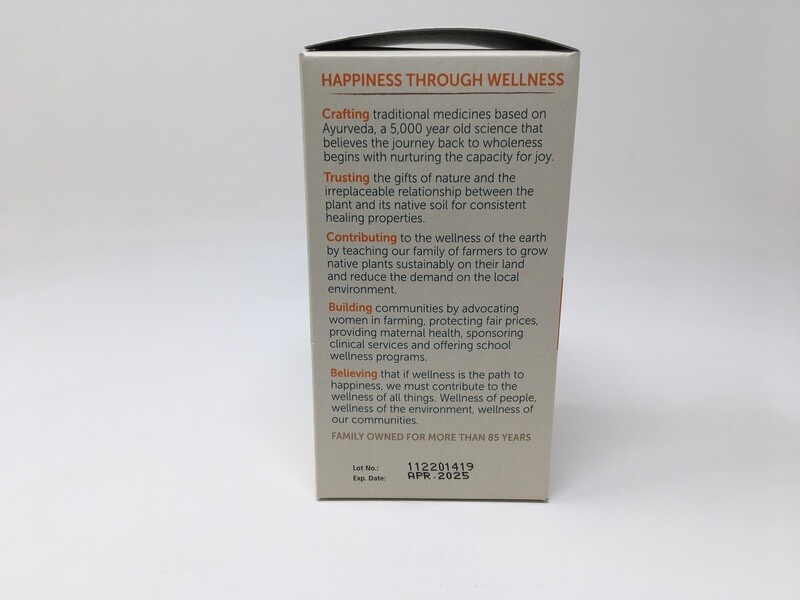 HAPPINESS THROUGH WELLNESS
Crafting traditional medicines based on
Ayurveda, a 5,000 year old science that
believes the journey back to wholeness
begins with nurturing the capacity for joy.
Trusting the gifts of nature and the
irreplaceable relationship between the
plant and its native soil for consistent
healing properties.
Contributing to the wellness of the earth
by teaching our family of farmers to grow
native plants sustainably on their land
and reduce the demand on the local
environment.
Building communities by advocating
women in farming, protecting fair prices,
providing maternal health, sponsoring
clinical services and offering school
wellness programs.
Believing that if wellness is the path to
happiness, we must contribute to the
wellness of all things. Wellness of people,
wellness of the environment, wellness of
our communities.
FAMILY OWNED FOR MORE THAN 85 YEARS
Lot No.: 112201419
Exp. Date: APR.2025